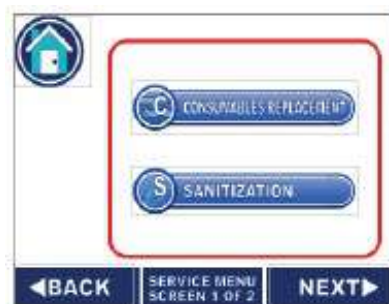 C CONSUMABLES REPLACEMENT
S SANITIZATION
◄BACK
SERVICE MENU
SCREEN 1 OF 2
NEXT►